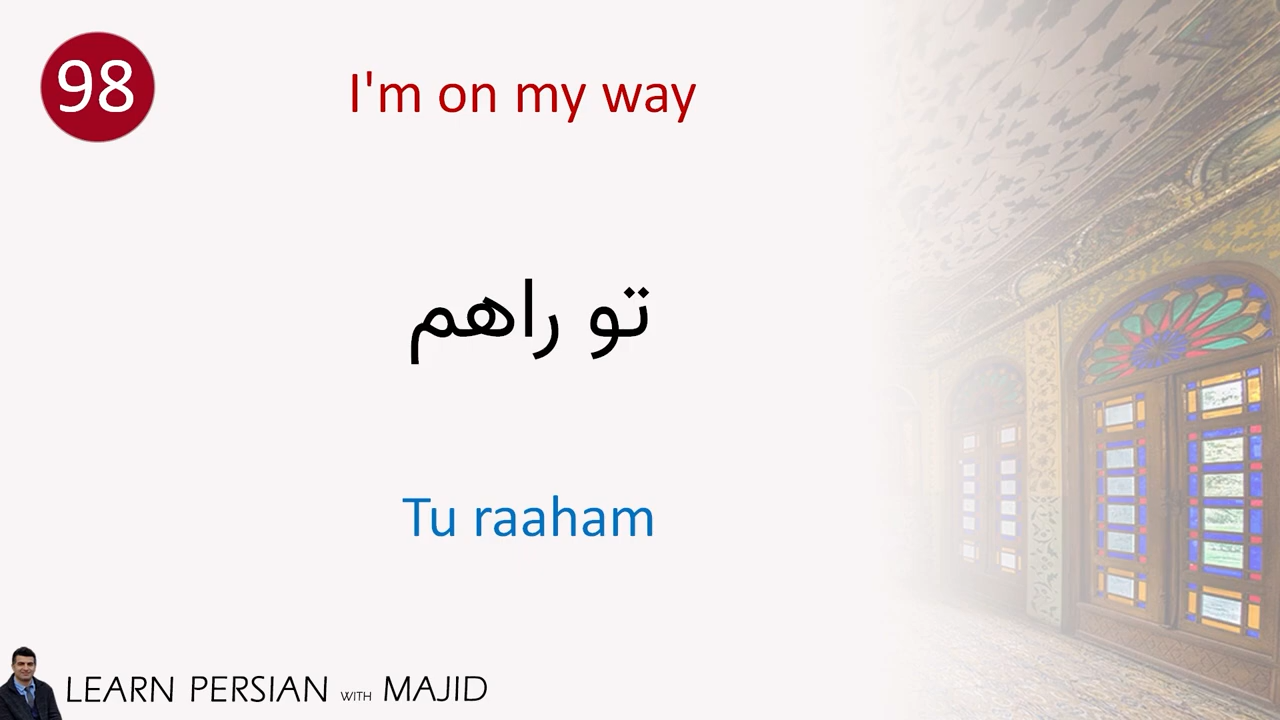 98
I'm on my way
تو راهم
Tu raaham
LEARN PERSIAN WITH MAJID